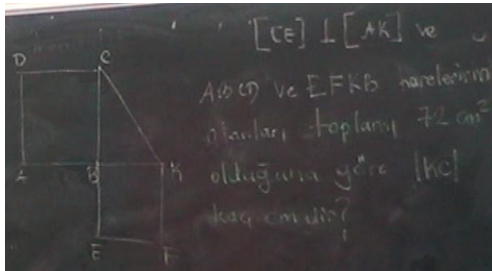 [CE] ⊥ [AK] ve
D C
ABCD ve EFKB karelerinin
alanları toplamı 72 cm²
A B K olduğuna göre |KC|
kaç cm dir?
E F